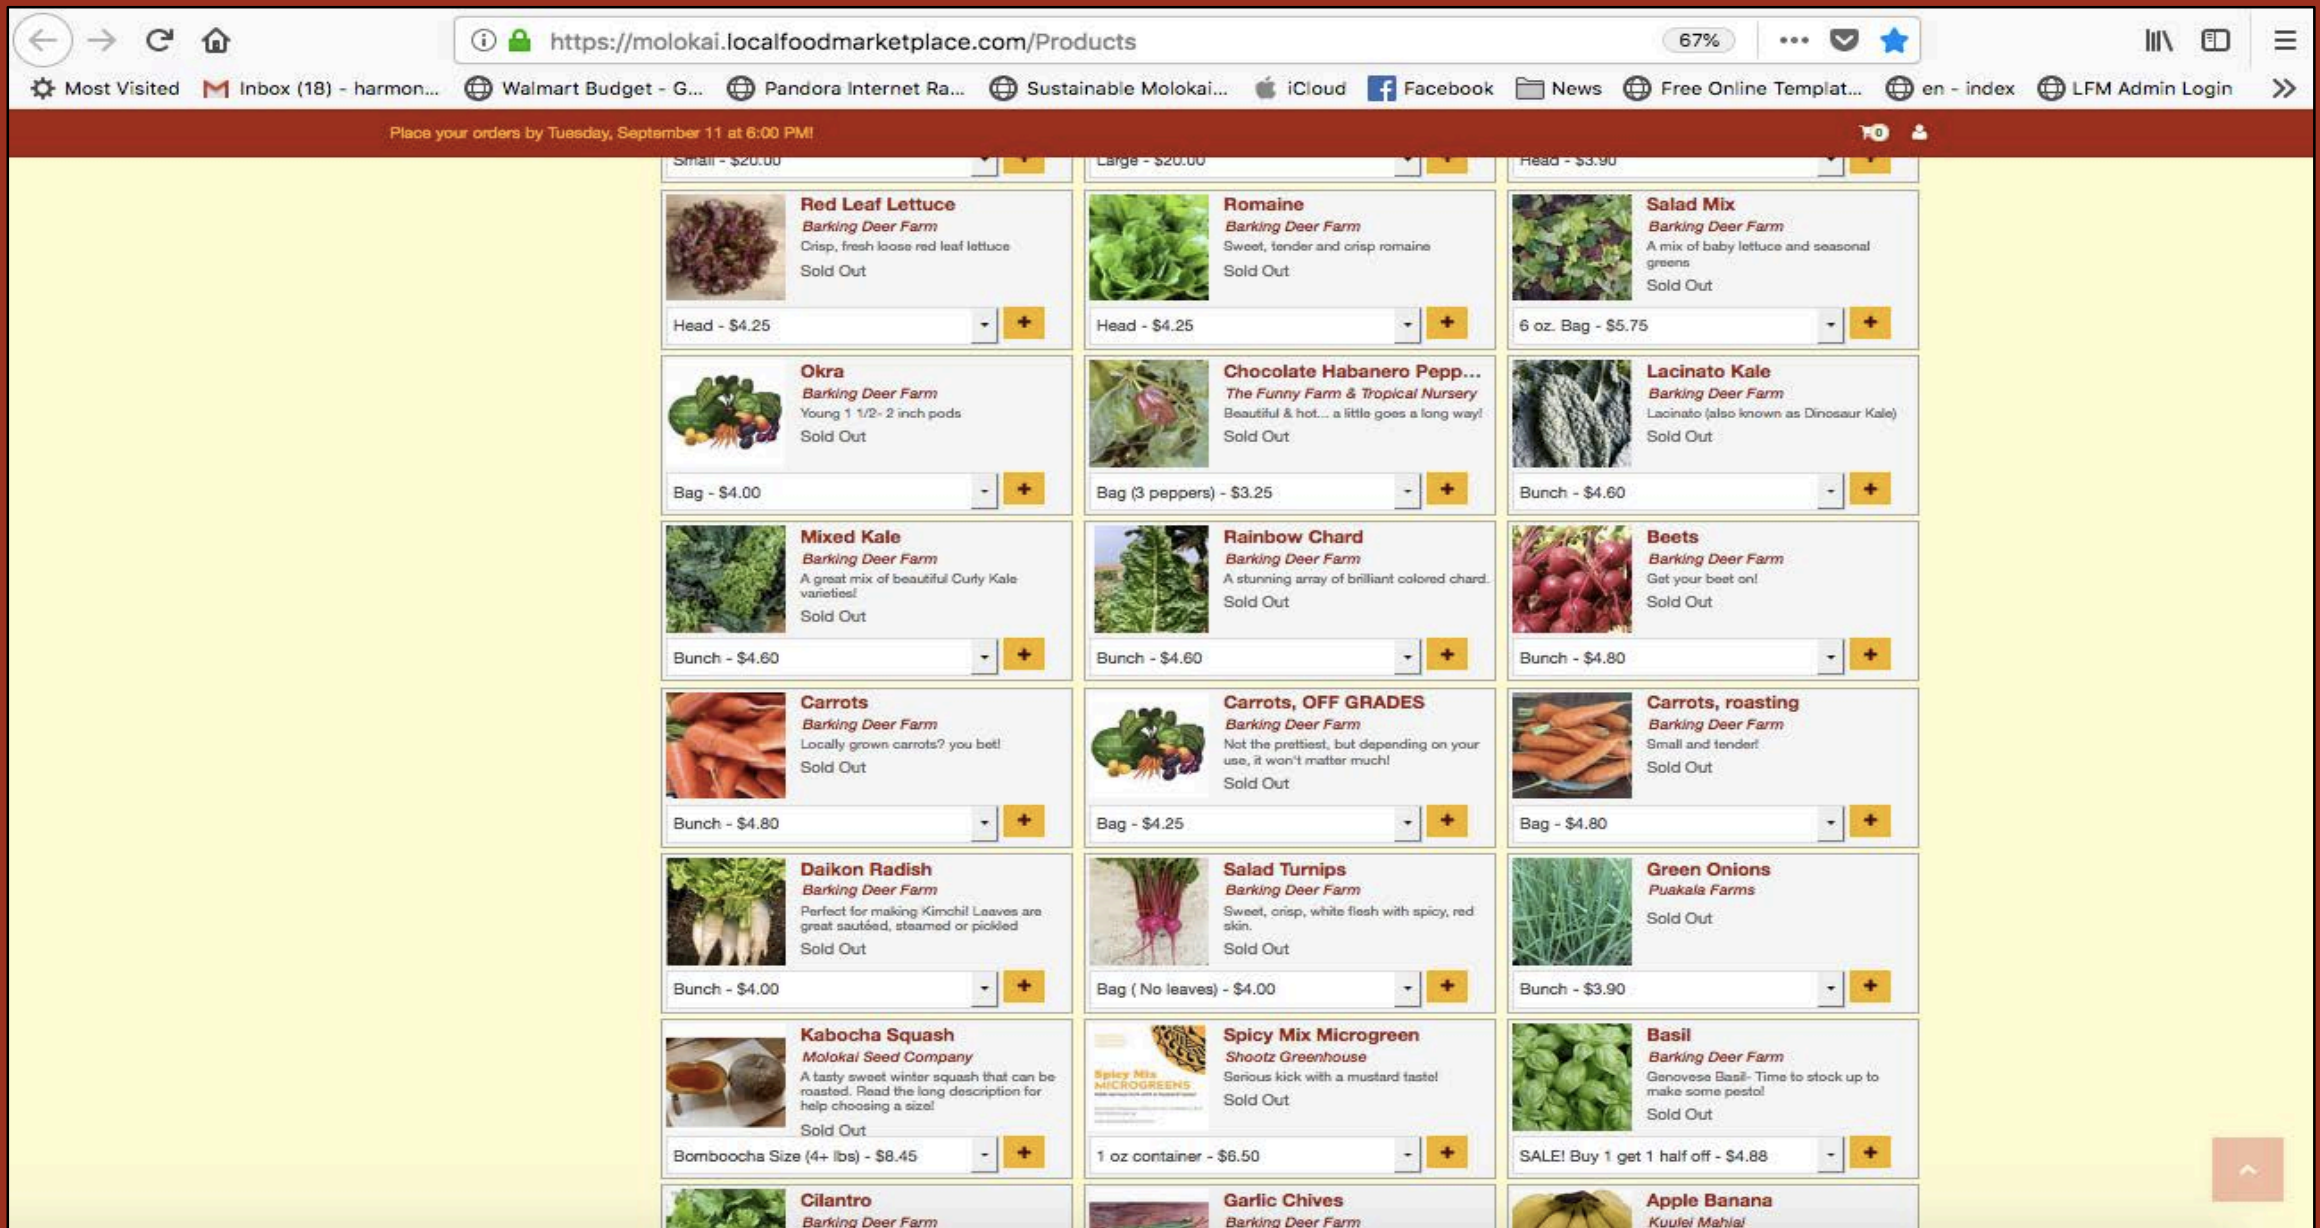 https://molokai.localfoodmarketplace.com/Products
67%
Most Visited
Inbox (18) - harmon...
Walmart Budget - G...
Pandora Internet Ra...
Sustainable Molokai...
iCloud
Facebook
News
Free Online Templat...
en - index
LFM Admin Login
Place your orders by Tuesday, September 11 at 6:00 PM!
0
Small - $20.00
Large - $20.00
Head - $3.90
Red Leaf Lettuce
Barking Deer Farm
Crisp, fresh loose red leaf lettuce
Sold Out
Head - $4.25
Romaine
Barking Deer Farm
Sweet, tender and crisp romaine
Sold Out
Head - $4.25
Salad Mix
Barking Deer Farm
A mix of baby lettuce and seasonal
greens
Sold Out
6 oz. Bag - $5.75
Okra
Barking Deer Farm
Young 1 1/2- 2 inch pods
Sold Out
Bag - $4.00
Chocolate Habanero Pepp...
The Funny Farm & Tropical Nursery
Beautiful & hot... a little goes a long way!
Sold Out
Bag (3 peppers) - $3.25
Lacinato Kale
Barking Deer Farm
Lacinato (also known as Dinosaur Kale)
Sold Out
Bunch - $4.60
Mixed Kale
Barking Deer Farm
A great mix of beautiful Curly Kale
varieties!
Sold Out
Bunch - $4.60
Rainbow Chard
Barking Deer Farm
A stunning array of brilliant colored chard.
Sold Out
Bunch - $4.60
Beets
Barking Deer Farm
Get your beet on!
Sold Out
Bunch - $4.80
Carrots
Barking Deer Farm
Locally grown carrots? you bet!
Sold Out
Bunch - $4.80
Carrots, OFF GRADES
Barking Deer Farm
Not the prettiest, but depending on your
use, it won't matter much!
Sold Out
Bag - $4.25
Carrots, roasting
Barking Deer Farm
Small and tender!
Sold Out
Bag - $4.80
Daikon Radish
Barking Deer Farm
Perfect for making Kimchi! Leaves are
great sautéed, steamed or pickled
Sold Out
Bunch - $4.00
Salad Turnips
Barking Deer Farm
Sweet, crisp, white flesh with spicy, red
skin.
Sold Out
Bag ( No leaves) - $4.00
Green Onions
Puakala Farms
Sold Out
Bunch - $3.90
Kabocha Squash
Molokai Seed Company
A tasty sweet winter squash that can be
roasted. Read the long description for
help choosing a size!
Sold Out
Bomboocha Size (4+ lbs) - $8.45
Spicy Mix
MICROGREENS
Spicy Mix Microgreen
Shootz Greenhouse
Serious kick with a mustard taste!
Sold Out
1 oz container - $6.50
Basil
Barking Deer Farm
Genovese Basil- Time to stock up to
make some pesto!
Sold Out
SALE! Buy 1 get 1 half off - $4.88
Cilantro
Barking Deer Farm
Garlic Chives
Barking Deer Farm
Apple Banana
Kuulei Mahiai